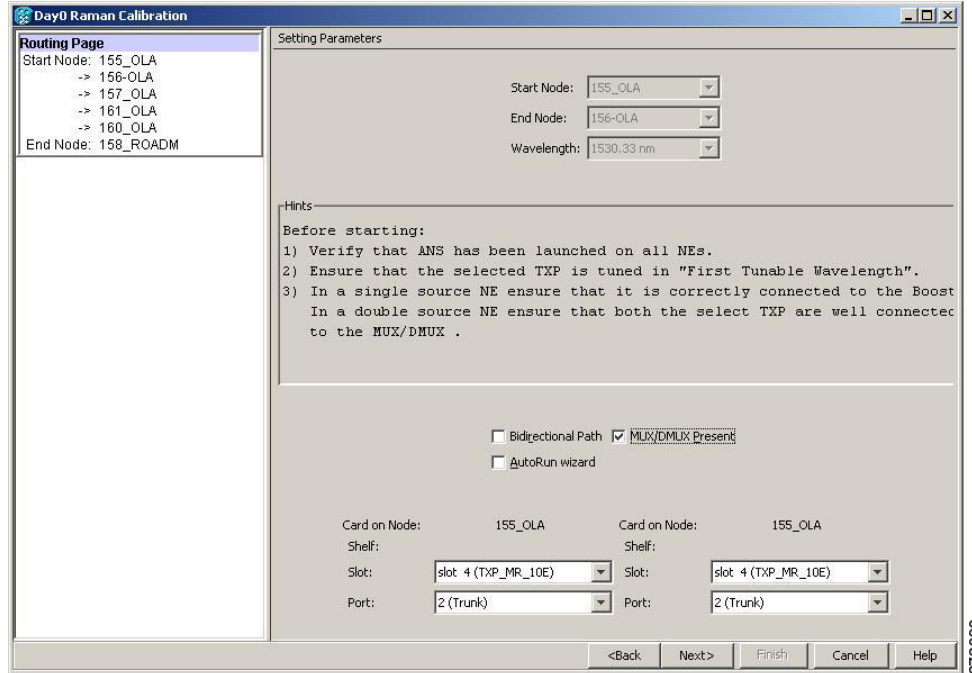 Day0 Raman Calibration
Routing Page
Start Node: 155_OLA
-> 156-OLA
-> 157_OLA
-> 161_OLA
-> 160_OLA
End Node: 158_ROADM
Setting Parameters
Start Node: 155_OLA
End Node: 156-OLA
Wavelength: 1530.33 nm
Hints
Before starting:
1) Verify that ANS has been launched on all NEs.
2) Ensure that the selected TXP is tuned in "First Tunable Wavelength".
3) In a single source NE ensure that it is correctly connected to the Boost
In a double source NE ensure that both the select TXP are well connec
to the MUX/DMUX .
Bidirectional Path MUX/DMUX Present
AutoRun wizard
Card on Node: 155_OLA Card on Node: 155_OLA
Shelf: Shelf:
Slot: slot 4 (TXP_MR_10E) Slot: slot 4 (TXP_MR_10E)
Port: 2 (Trunk) Port: 2 (Trunk)
<Back Next> Finish Cancel Help